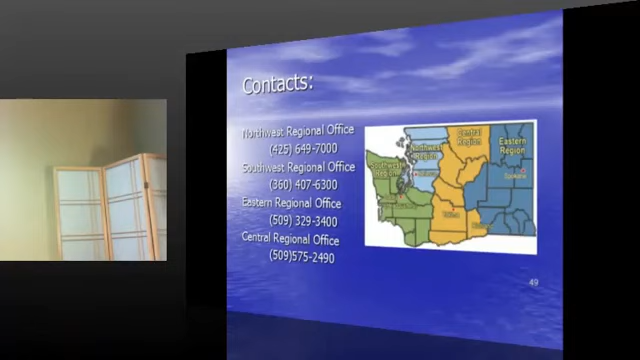 Contacts:
Northwest Regional Office
(425) 649-7000
Southwest Regional Office
(360) 407-6300
Eastern Regional Office
(509) 329-3400
Central Regional Office
(509)575-2490
Central
Region
Northwest
Region
Eastern
Region
Southwest
Region
Spokane
49